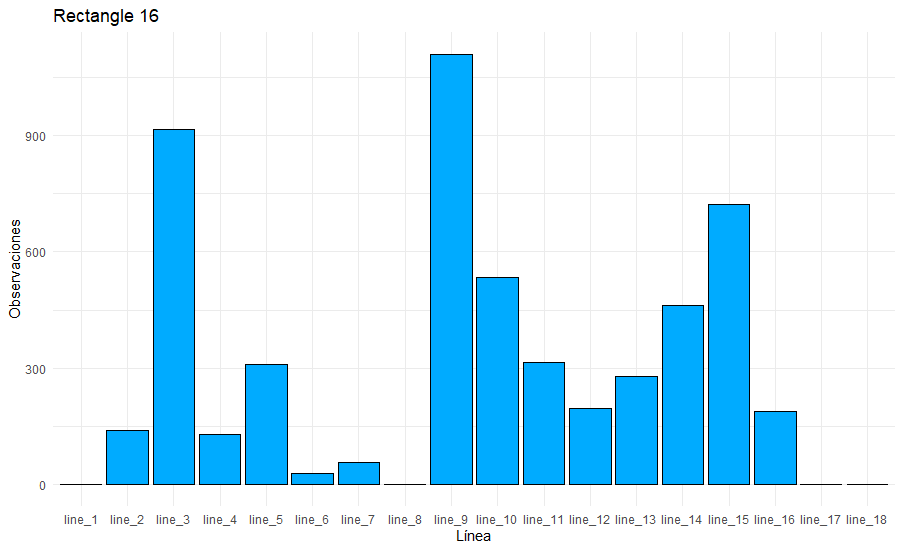 Rectangle 16
Observaciones
900
600
300
0
line_1 line_2 line_3 line_4 line_5 line_6 line_7 line_8 line_9 line_10 line_11 line_12 line_13 line_14 line_15 line_16 line_17 line_18
Línea